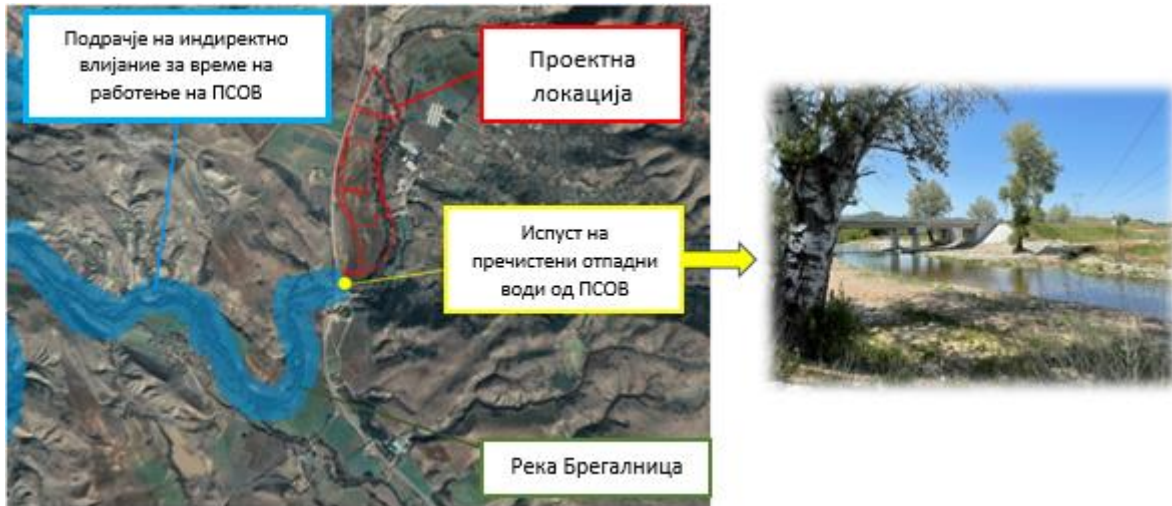 Подрачје на индиректно
влијание за време на
работење на ПСОВ
Проектна
локација
Испуст на
пречистени отпадни
води од ПСОВ
Река Брегалница